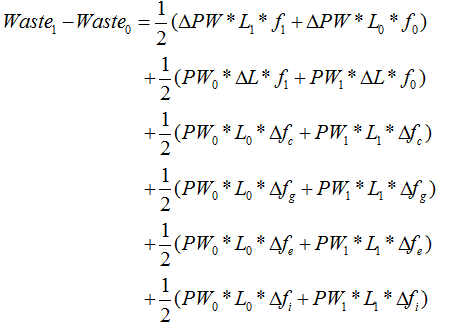 Waste₁ − Waste₀ = 1/2 (ΔPW * L₁ * f₁ + ΔPW * L₀ * f₀)
+ 1/2 (PW₀ * ΔL * f₁ + PW₁ * ΔL * f₀)
+ 1/2 (PW₀ * L₀ * Δf_c + PW₁ * L₁ * Δf_c)
+ 1/2 (PW₀ * L₀ * Δf_g + PW₁ * L₁ * Δf_g)
+ 1/2 (PW₀ * L₀ * Δf_e + PW₁ * L₁ * Δf_e)
+ 1/2 (PW₀ * L₀ * Δf_i + PW₁ * L₁ * Δf_i)